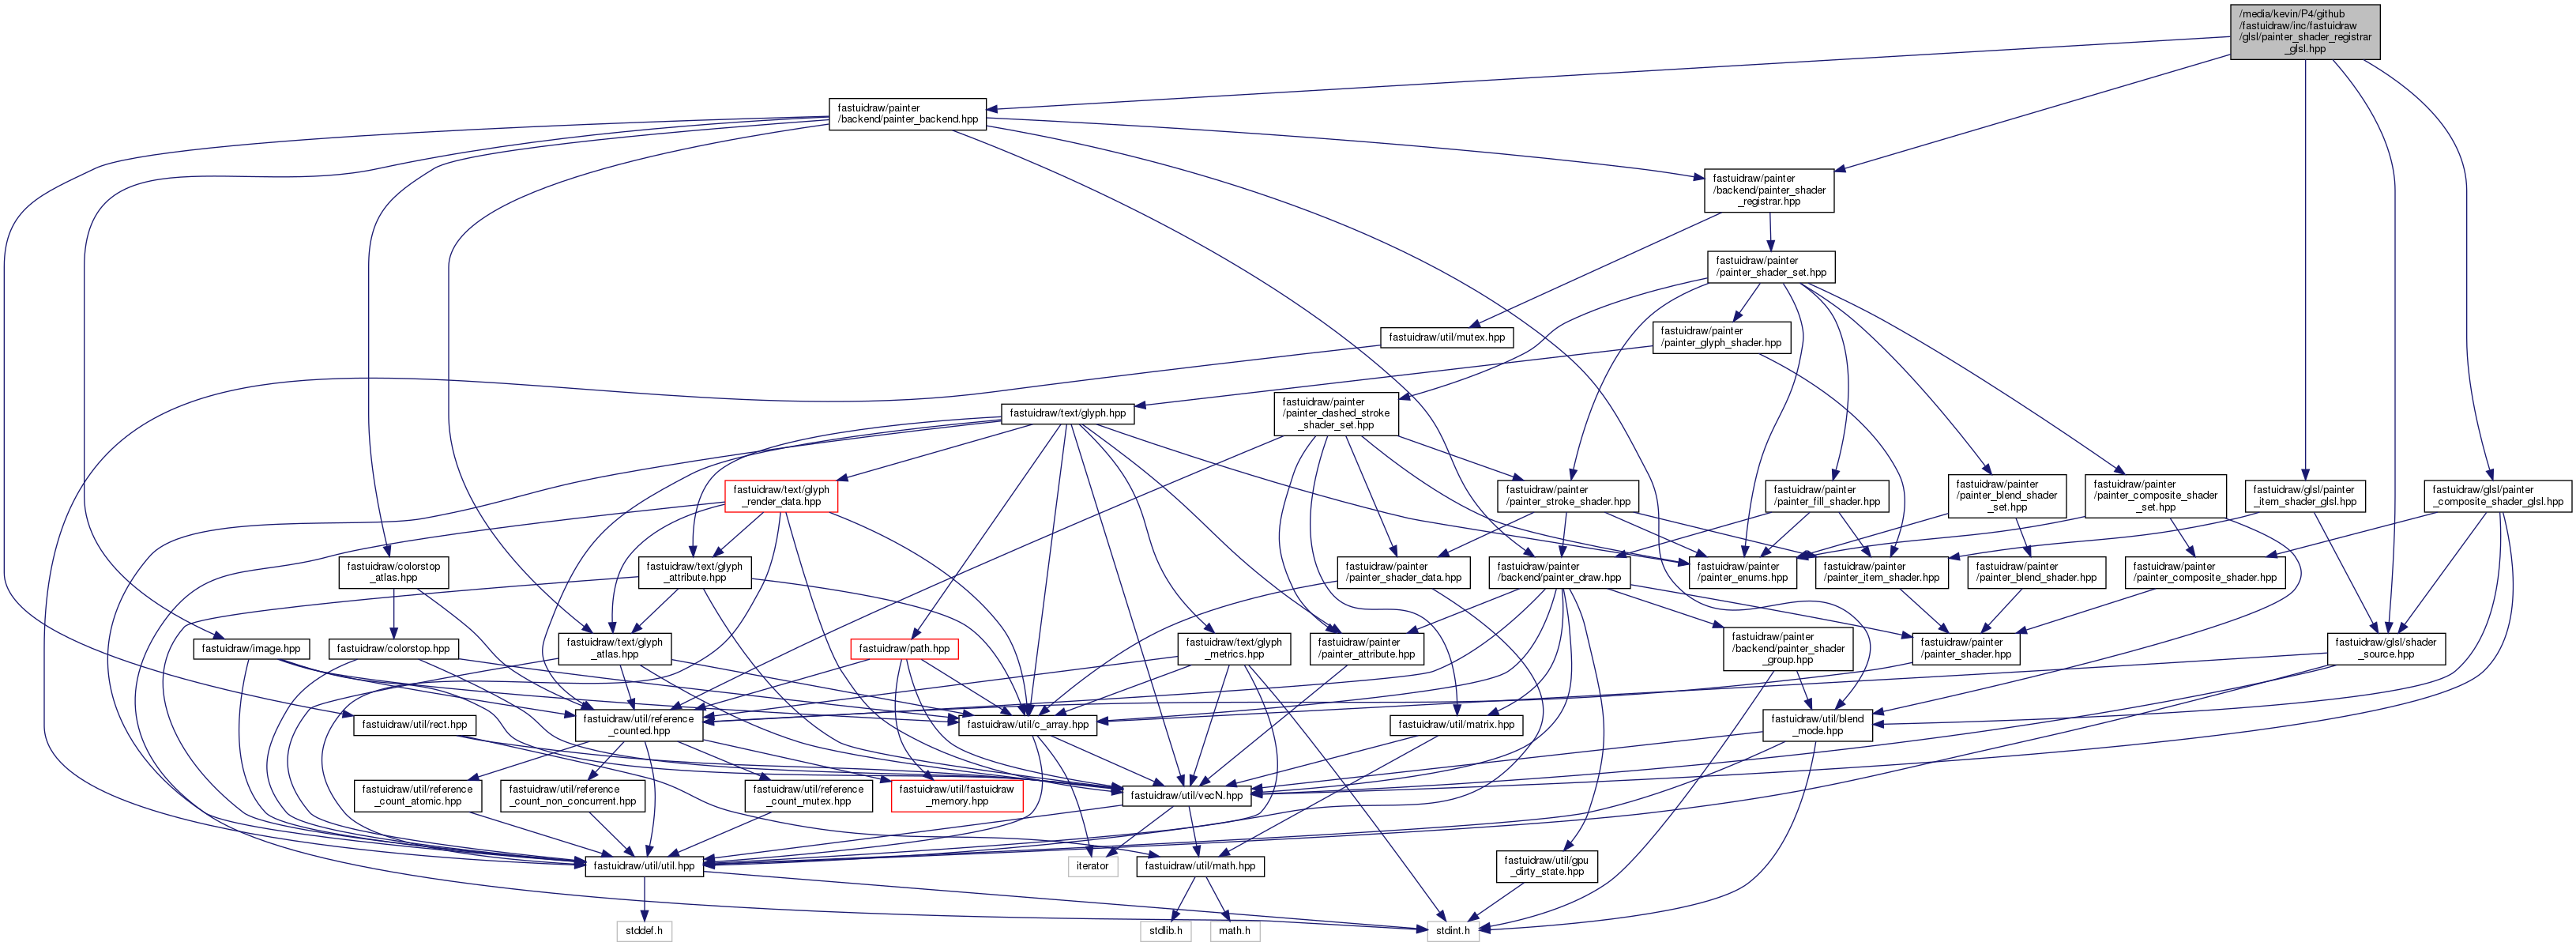 /media/kevin/P4/github
/fastuidraw/inc/fastuidraw
/glsl/painter_shader_registrar
_glsl.hpp
fastuidraw/painter
/backend/painter_backend.hpp
fastuidraw/painter
/backend/painter_shader
_registrar.hpp
fastuidraw/painter
/painter_shader_set.hpp
fastuidraw/util/mutex.hpp
fastuidraw/painter
/painter_glyph_shader.hpp
fastuidraw/text/glyph.hpp
fastuidraw/painter
/painter_dashed_stroke
_shader_set.hpp
fastuidraw/text/glyph
_render_data.hpp
fastuidraw/painter
/painter_stroke_shader.hpp
fastuidraw/painter
/painter_fill_shader.hpp
fastuidraw/painter
/painter_blend_shader
_set.hpp
fastuidraw/painter
/painter_composite_shader
_set.hpp
fastuidraw/glsl/painter
_item_shader_glsl.hpp
fastuidraw/glsl/painter
_composite_shader_glsl.hpp
fastuidraw/colorstop
_atlas.hpp
fastuidraw/text/glyph
_attribute.hpp
fastuidraw/painter
/painter_shader_data.hpp
fastuidraw/painter
/backend/painter_draw.hpp
fastuidraw/painter
/painter_enums.hpp
fastuidraw/painter
/painter_item_shader.hpp
fastuidraw/painter
/painter_blend_shader.hpp
fastuidraw/painter
/painter_composite_shader.hpp
fastuidraw/image.hpp
fastuidraw/colorstop.hpp
fastuidraw/text/glyph
_atlas.hpp
fastuidraw/path.hpp
fastuidraw/text/glyph
_metrics.hpp
fastuidraw/painter
/painter_attribute.hpp
fastuidraw/painter
/backend/painter_shader
_group.hpp
fastuidraw/painter
/painter_shader.hpp
fastuidraw/glsl/shader
_source.hpp
fastuidraw/util/rect.hpp
fastuidraw/util/reference
_counted.hpp
fastuidraw/util/c_array.hpp
fastuidraw/util/matrix.hpp
fastuidraw/util/blend
_mode.hpp
fastuidraw/util/reference
_count_atomic.hpp
fastuidraw/util/reference
_count_non_concurrent.hpp
fastuidraw/util/reference
_count_mutex.hpp
fastuidraw/util/fastuidraw
_memory.hpp
fastuidraw/util/vecN.hpp
fastuidraw/util/util.hpp
iterator
fastuidraw/util/math.hpp
fastuidraw/util/gpu
_dirty_state.hpp
stddef.h
stdlib.h
math.h
stdint.h